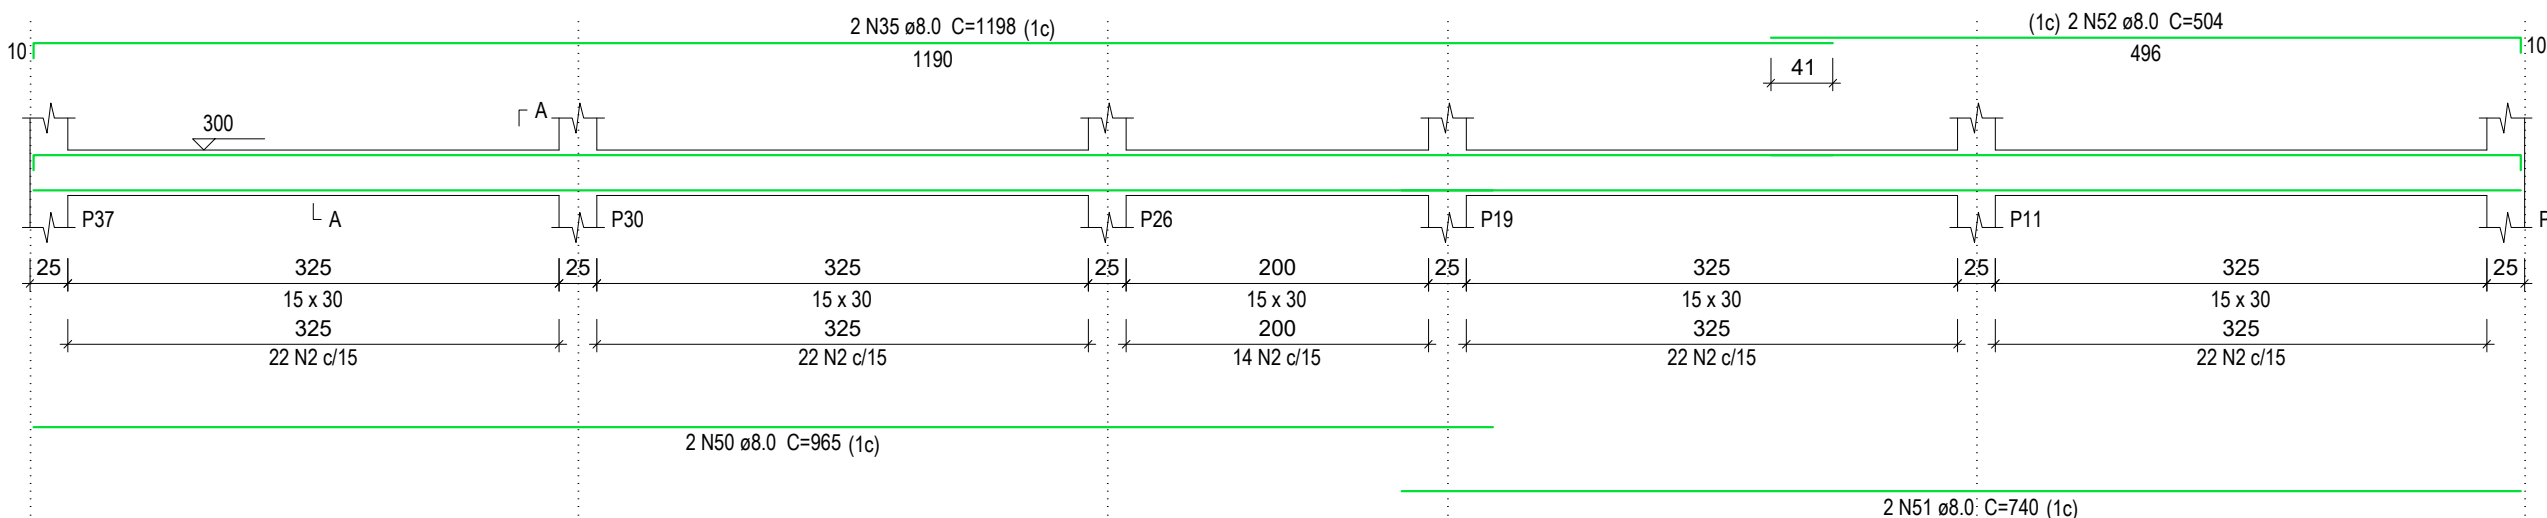 2 N35 ø8.0 C=1198 (1c)
(1c) 2 N52 ø8.0 C=504
10
1190
496
10
41
A
300
A
P37
P30
P26
P19
P11
P
25 325 25 325 25 200 25 325 25 325 25
15 x 30 15 x 30 15 x 30 15 x 30 15 x 30
325 325 200 325 325
22 N2 c/15 22 N2 c/15 14 N2 c/15 22 N2 c/15 22 N2 c/15
2 N50 ø8.0 C=965 (1c)
2 N51 ø8.0 C=740 (1c)